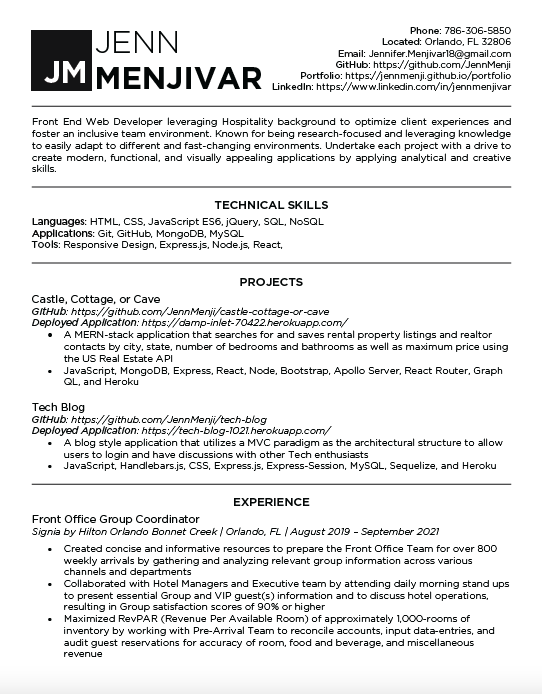 JM
JENN
MENJIVAR
Phone: 786-306-5850
Located: Orlando, FL 32806
Email: Jennifer.Menjivar18@gmail.com
GitHub: https://github.com/JennMenji
Portfolio: https://jennmenji.github.io/portfolio
LinkedIn: https://www.linkedin.com/in/jennmenjivar
Front End Web Developer leveraging Hospitality background to optimize client experiences and
foster an inclusive team environment. Known for being research-focused and leveraging knowledge
to easily adapt to different and fast-changing environments. Undertake each project with a drive to
create modern, functional, and visually appealing applications by applying analytical and creative
skills.
TECHNICAL SKILLS
Languages: HTML, CSS, JavaScript ES6, jQuery, SQL, NoSQL
Applications: Git, GitHub, MongoDB, MySQL
Tools: Responsive Design, Express.js, Node.js, React,
PROJECTS
Castle, Cottage, or Cave
GitHub: https://github.com/JennMenji/castle-cottage-or-cave
Deployed Application: https://damp-inlet-70422.herokuapp.com/
• A MERN-stack application that searches for and saves rental property listings and realtor
contacts by city, state, number of bedrooms and bathrooms as well as maximum price using
the US Real Estate API
• JavaScript, MongoDB, Express, React, Node, Bootstrap, Apollo Server, React Router, Graph
QL, and Heroku
Tech Blog
GitHub: https://github.com/JennMenji/tech-blog
Deployed Application: https://tech-blog-1021.herokuapp.com/
• A blog style application that utilizes a MVC paradigm as the architectural structure to allow
users to login and have discussions with other Tech enthusiasts
• JavaScript, Handlebars.js, CSS, Express.js, Express-Session, MySQL, Sequelize, and Heroku
EXPERIENCE
Front Office Group Coordinator
Signia by Hilton Orlando Bonnet Creek | Orlando, FL | August 2019 – September 2021
• Created concise and informative resources to prepare the Front Office Team for over 800
weekly arrivals by gathering and analyzing relevant group information across various
channels and departments
• Collaborated with Hotel Managers and Executive team by attending daily morning stand ups
to present essential Group and VIP guest(s) information and to discuss hotel operations,
resulting in Group satisfaction scores of 90% or higher
• Maximized RevPAR (Revenue Per Available Room) of approximately 1,000-rooms of
inventory by working with Pre-Arrival Team to reconcile accounts, input data-entries, and
audit guest reservations for accuracy of room, food and beverage, and miscellaneous
revenue